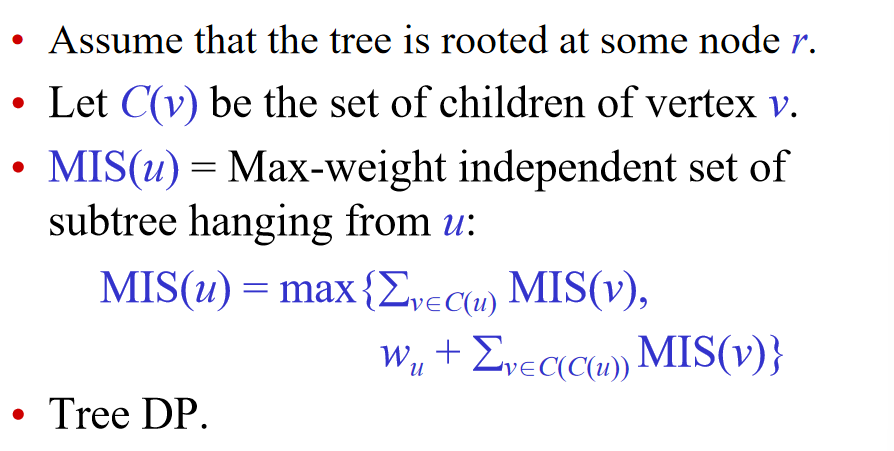 • Assume that the tree is rooted at some node r.
• Let C(v) be the set of children of vertex v.
• MIS(u) = Max-weight independent set of
subtree hanging from u:
MIS(u) = max{∑v∈C(u) MIS(v),
wu + ∑v∈C(C(u)) MIS(v)}
• Tree DP.